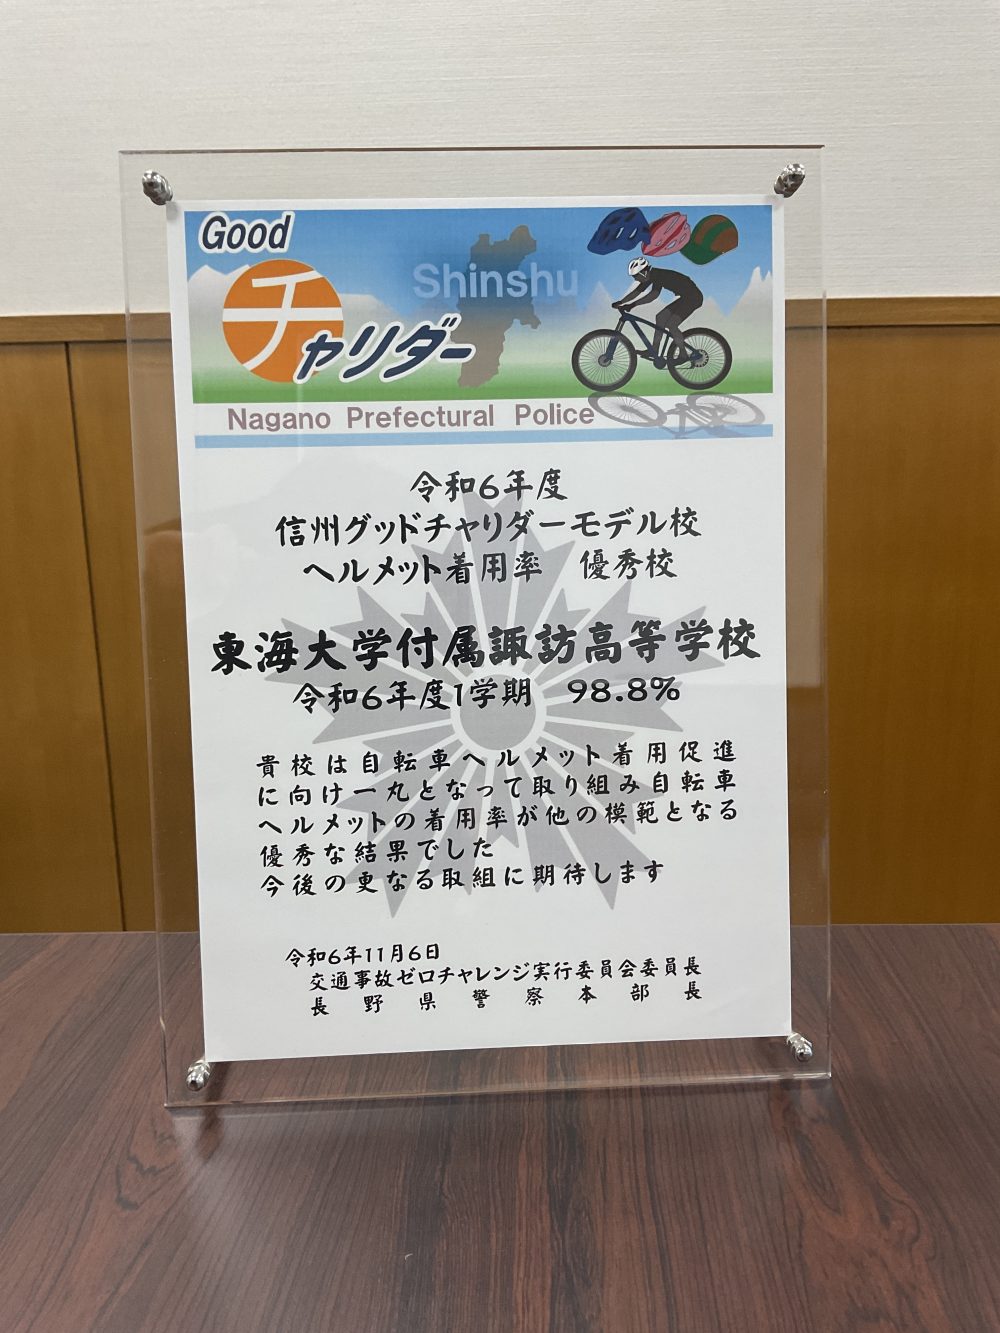 Good
チャリダー
Shinshu
Nagano Prefectural Police
令和6年度
信州グッドチャリダーモデル校
ヘルメット着用率　優秀校
東海大学付属諏訪高等学校
令和6年度1学期　98.8%
貴校は自転車ヘルメット着用促進
に向け一丸となって取り組み自転車
ヘルメットの着用率が他の模範となる
優秀な結果でした
今後の更なる取組に期待します
令和6年11月6日
交通事故ゼロチャレンジ実行委員会委員長
長野県警察本部長